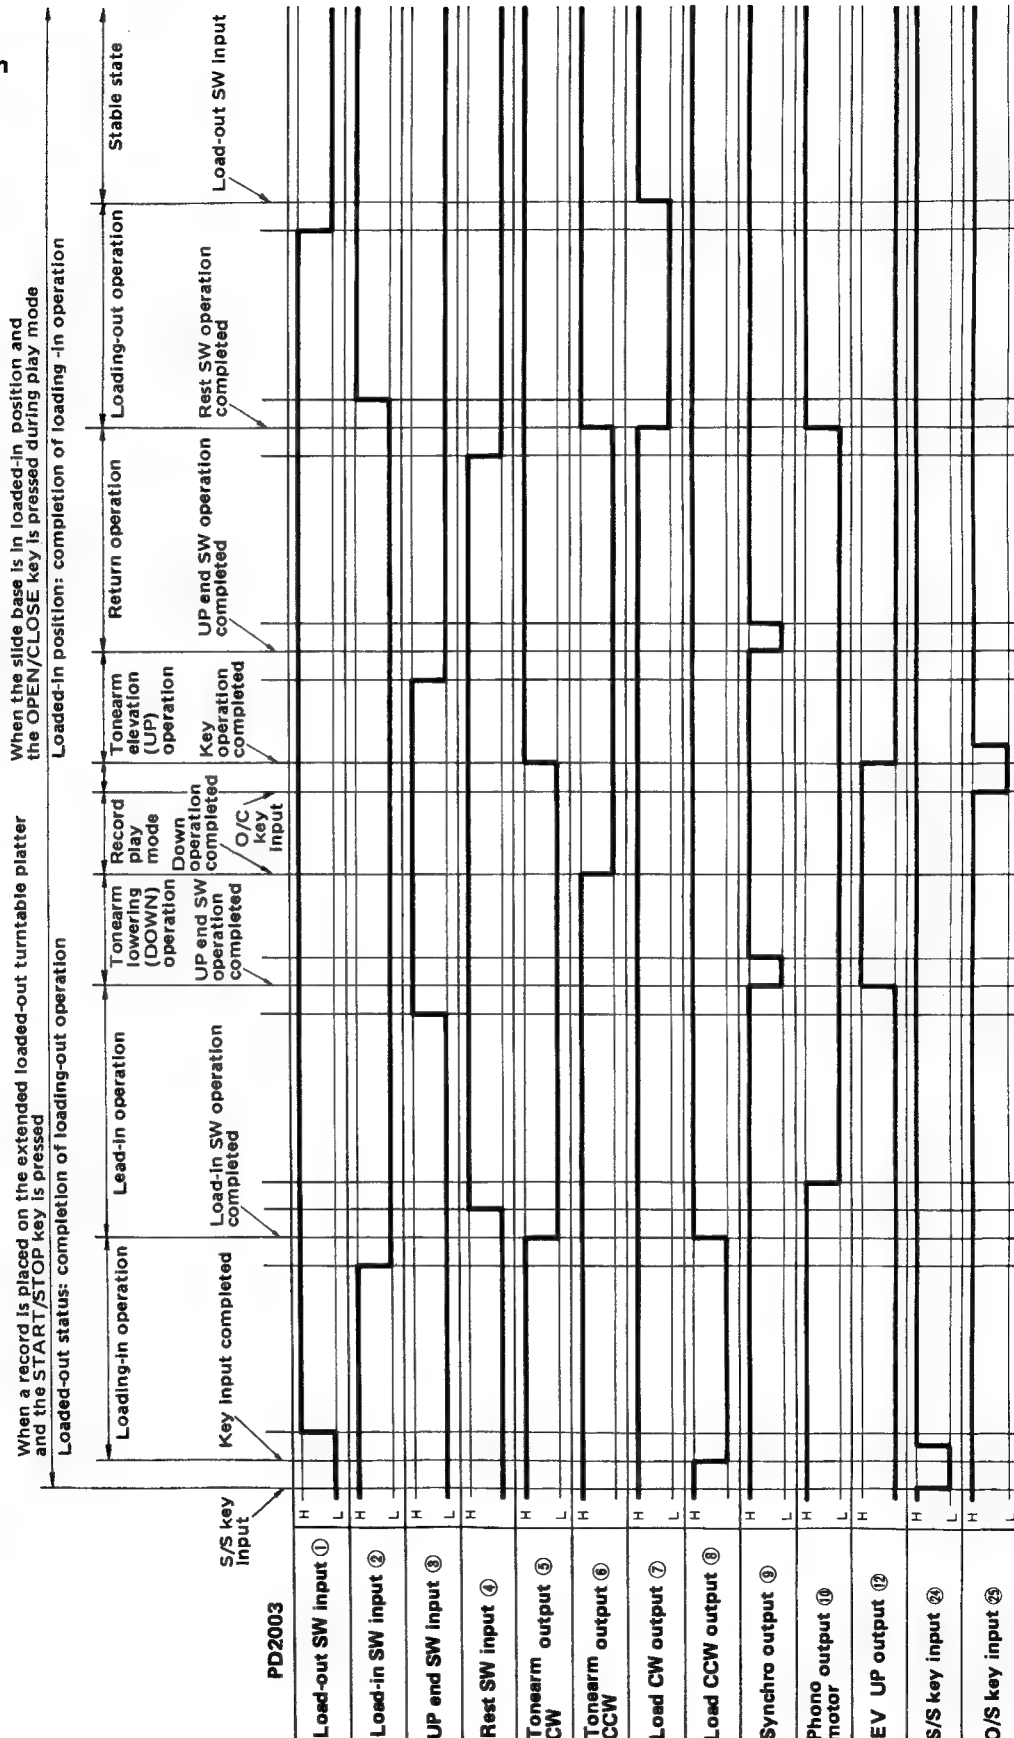 n
When a record is placed on the extended loaded-out turntable platter
and the START/STOP key is pressed
When the slide base is in loaded-in position and
the OPEN/CLOSE key is pressed during play mode
Loaded-out status: completion of loading-out operation
Loaded-in position: completion of loading -in operation
Loading-in operation
Lead-in operation
Tonearm
lowering
(DOWN)
operation
Record
play
mode
Tonearm
elevation
(UP)
operation
Return operation
Loading-out operation
Stable state
S/S key
input
Key input completed
Load-in SW operation
completed
UP end SW
operation
completed
Down
operation
completed
O/C
key
input
Key
operation
completed
UP end SW operation
completed
Rest SW operation
completed
Load-out SW input
PD2003
Load-out SW input ①
H
L
Load-in SW input ②
H
L
UP end SW input ③
H
L
Rest SW input ④
H
L
Tonearm output ⑤
CW
H
L
Tonearm output ⑥
CCW
H
L
Load CW output ⑦
H
L
Load CCW output ⑧
H
L
Synchro output ⑨
H
L
Phono output ⑩
motor
H
L
EV UP output ⑫
H
L
S/S key input ㉔
H
L
O/S key input ㉕
H
L